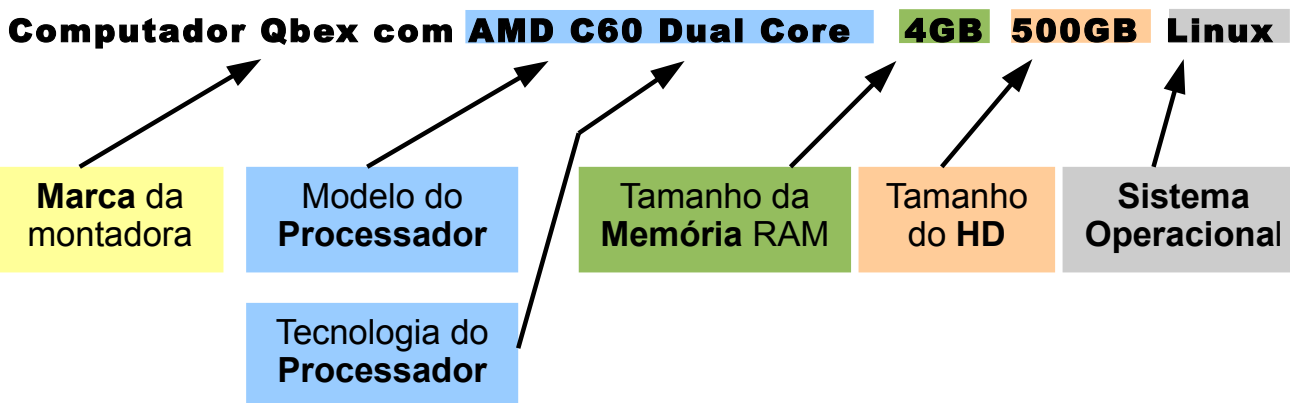 Computador Qbex com AMD C60 Dual Core 4GB 500GB Linux
Marca da
montadora
Modelo do
Processador
Tamanho da
Memória RAM
Tamanho
do HD
Sistema
Operacional
Tecnologia do
Processador